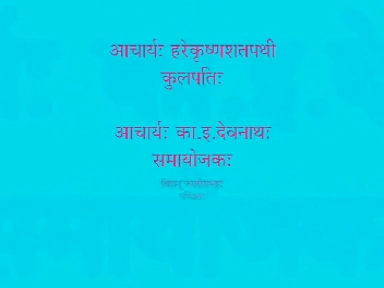 आचार्यः हरेकृष्णशतपथी
कुलपतिः
आचार्यः का.इ.देवनाथः
समायोजकः